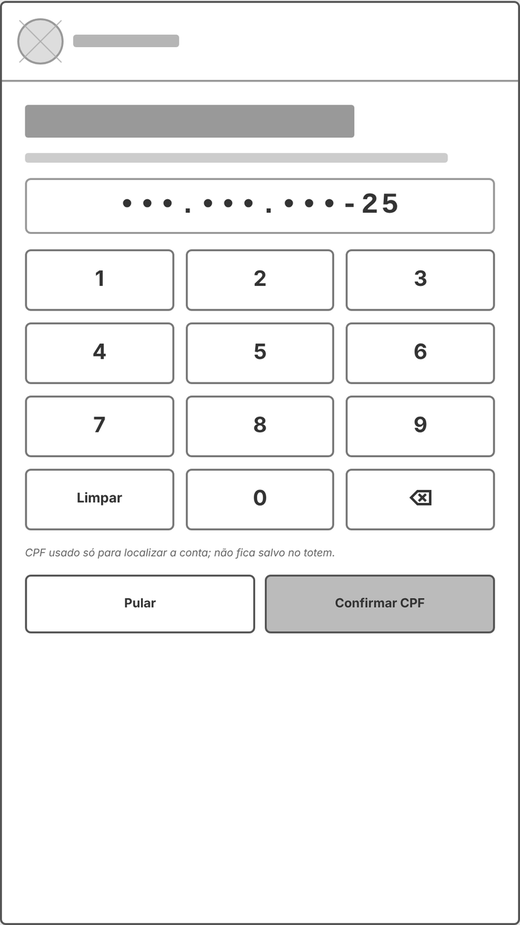 •••.•••.•••-25
1 2 3
4 5 6
7 8 9
Limpar 0
CPF usado só para localizar a conta; não fica salvo no totem.
Pular Confirmar CPF